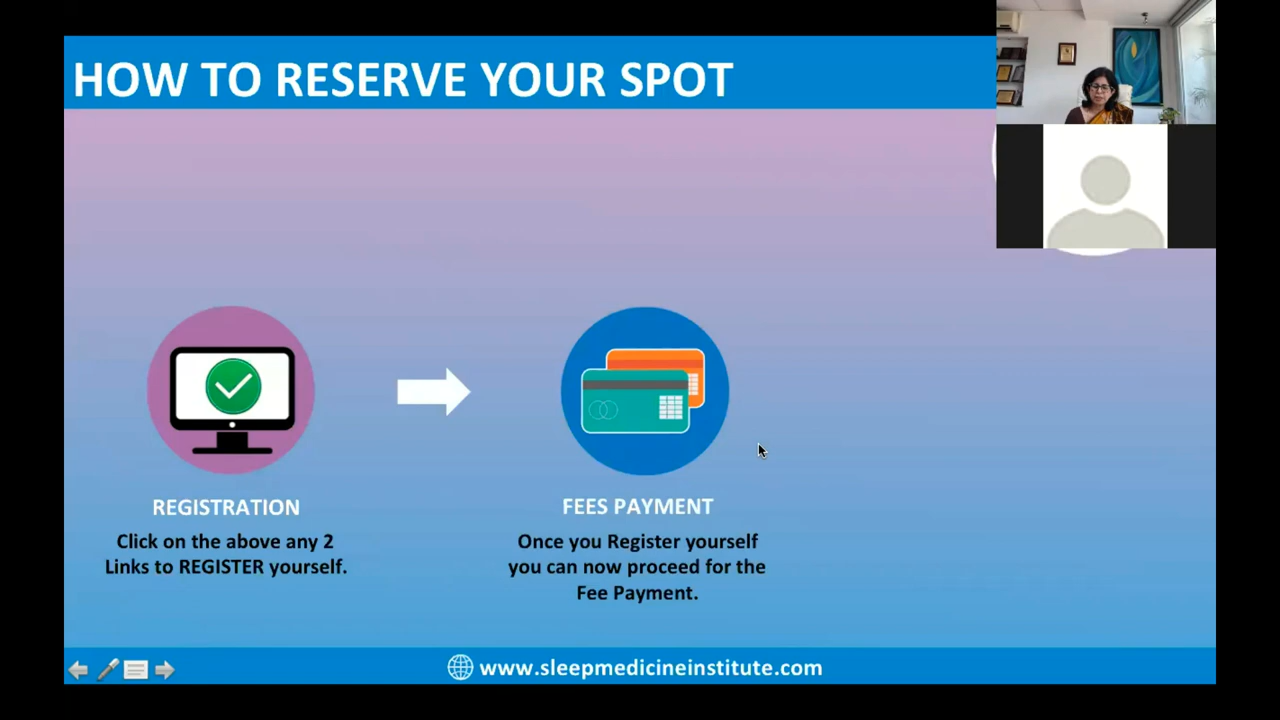 HOW TO RESERVE YOUR SPOT
REGISTRATION
Click on the above any 2
Links to REGISTER yourself.
FEES PAYMENT
Once you Register yourself
you can now proceed for the
Fee Payment.
www.sleepmedicineinstitute.com